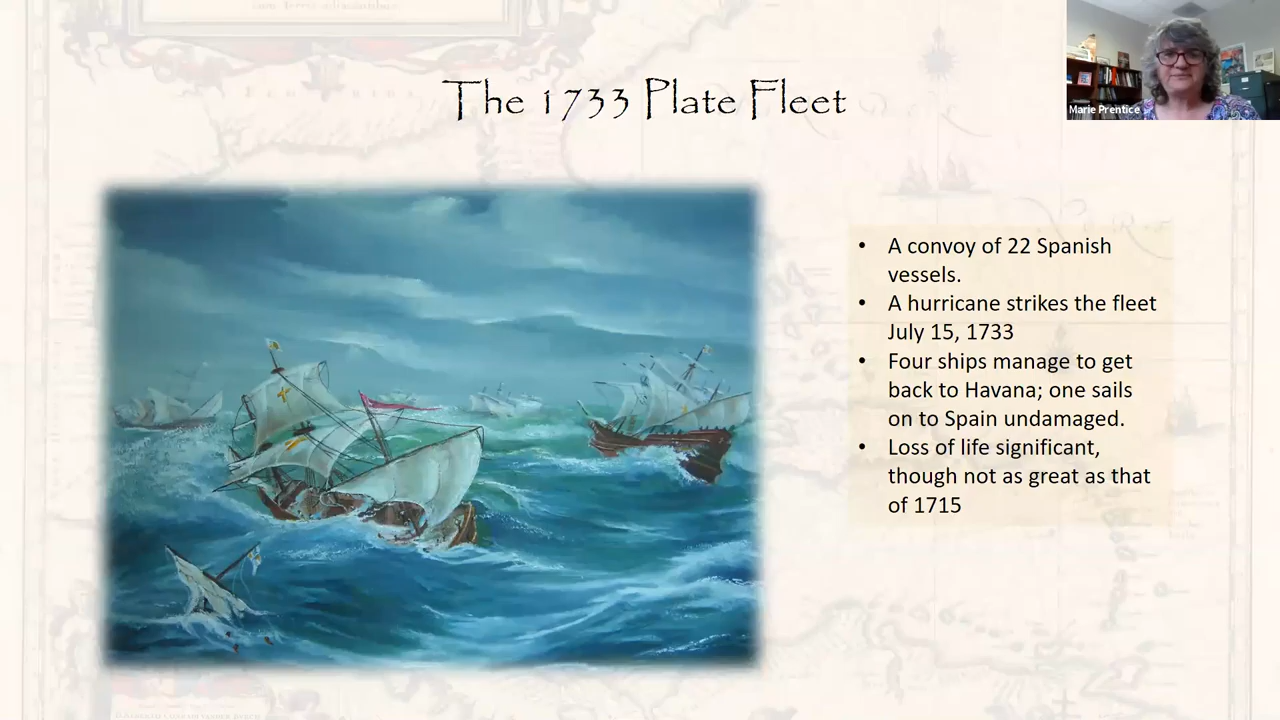 The 1733 Plate Fleet
Marie Prentice
• A convoy of 22 Spanish
vessels.
• A hurricane strikes the fleet
July 15, 1733
• Four ships manage to get
back to Havana; one sails
on to Spain undamaged.
• Loss of life significant,
though not as great as that
of 1715